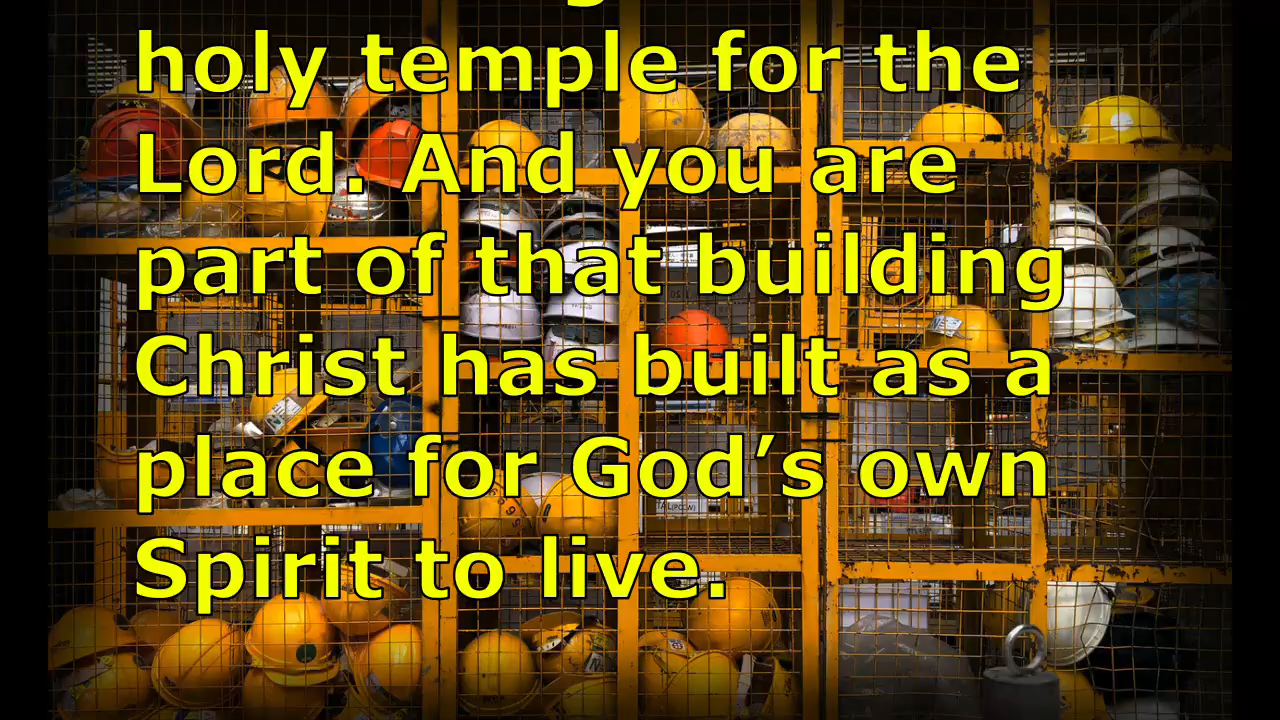 holy temple for the
Lord. And you are
part of that building
Christ has built as a
place for God’s own
Spirit to live.